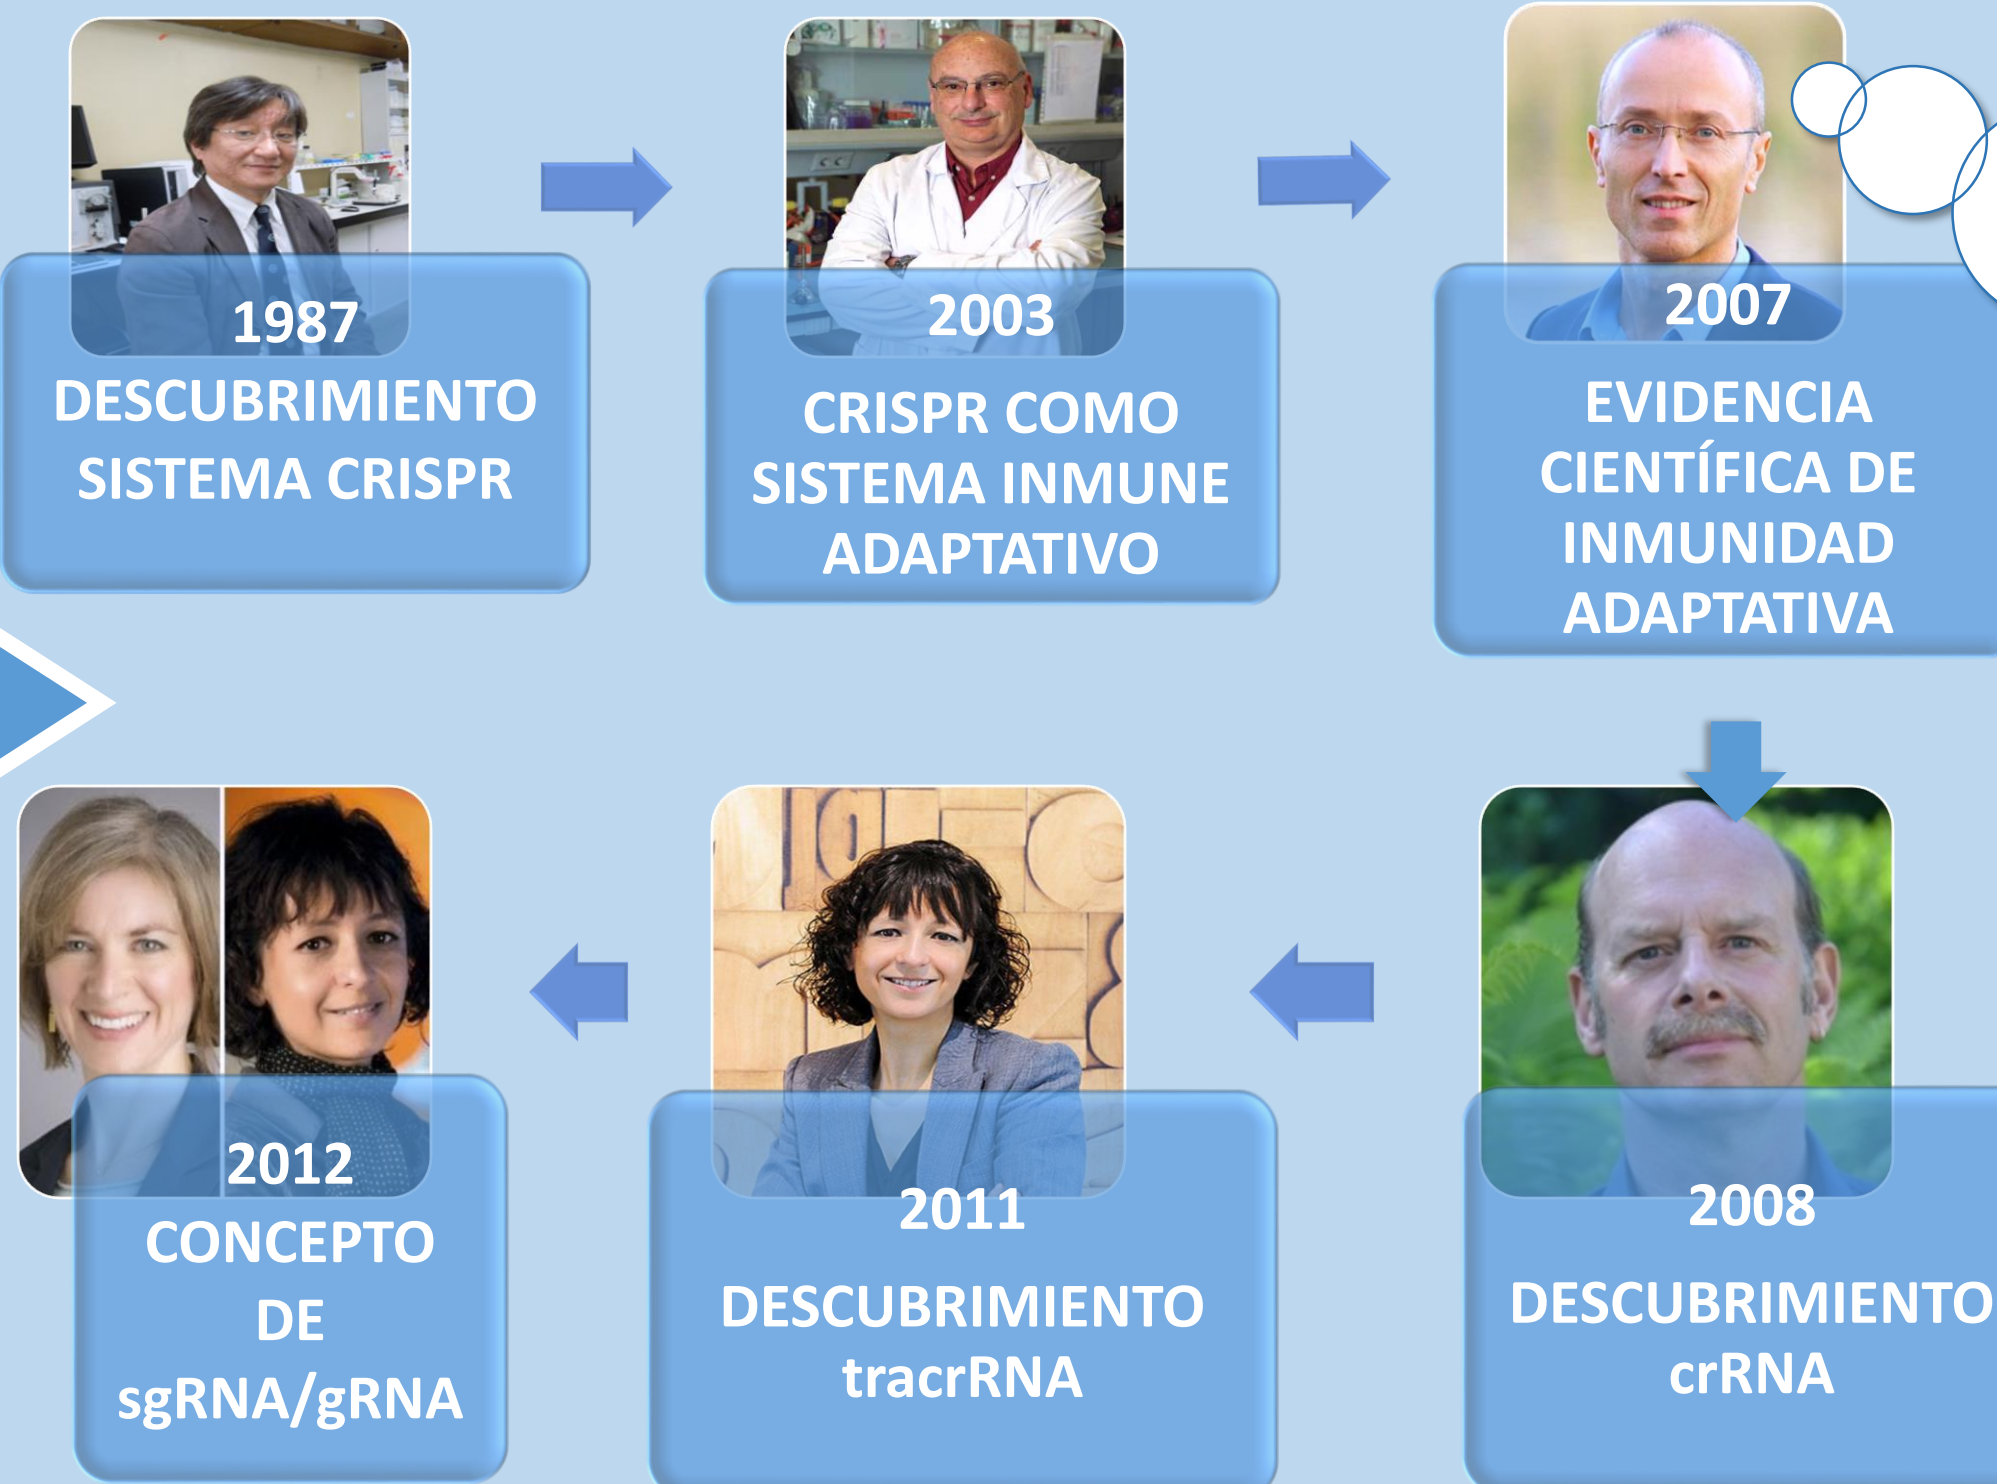 1987
DESCUBRIMIENTO
SISTEMA CRISPR
2003
CRISPR COMO
SISTEMA INMUNE
ADAPTATIVO
2007
EVIDENCIA
CIENTÍFICA DE
INMUNIDAD
ADAPTATIVA
2012
CONCEPTO
DE
sgRNA/gRNA
2011
DESCUBRIMIENTO
tracrRNA
2008
DESCUBRIMIENTO
crRNA